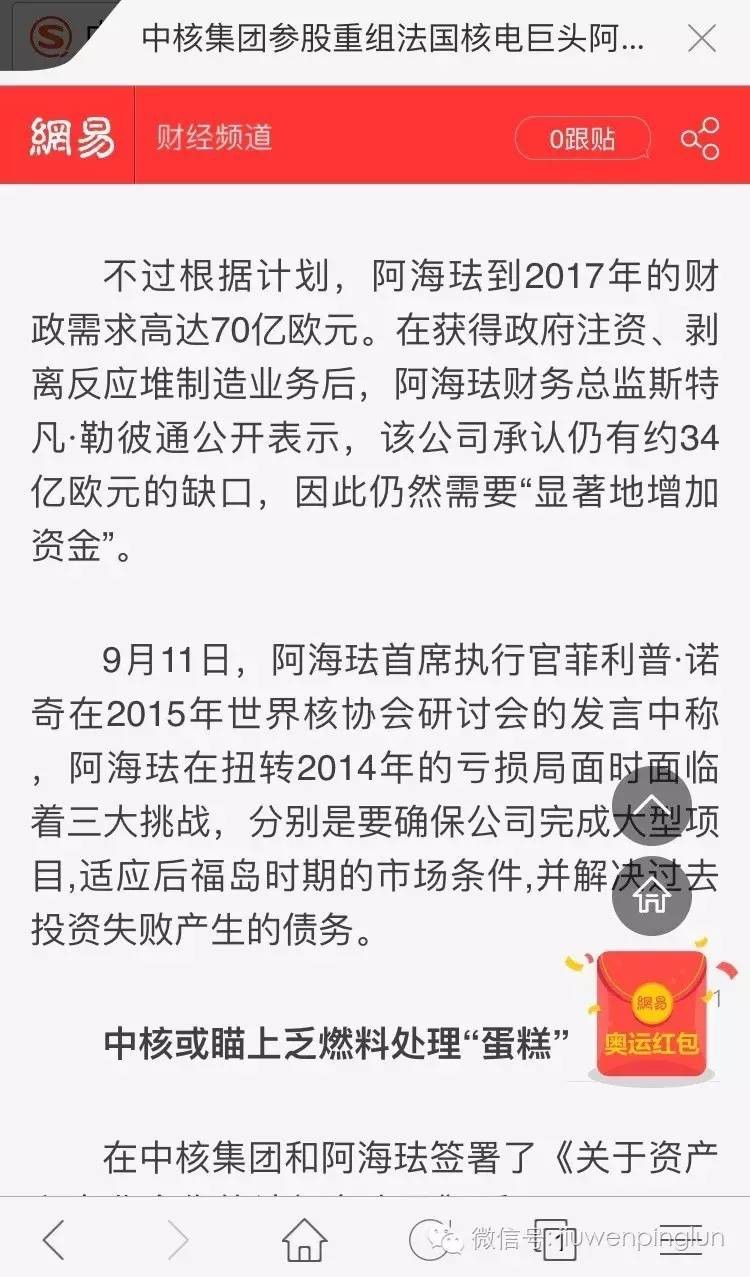 中核集团参股重组法国核电巨头阿...
網易
财经频道
0跟贴
不过根据计划，阿海珐到2017年的财
政需求高达70亿欧元。在获得政府注资、剥
离反应堆制造业务后，阿海珐财务总监斯特
凡·勒彼通公开表示，该公司承认仍有约34
亿欧元的缺口，因此仍然需要“显著地增加
资金”。
9月11日，阿海珐首席执行官菲利普·诺
奇在2015年世界核协会研讨会的发言中称
，阿海珐在扭转2014年的亏损局面时面临
着三大挑战，分别是要确保公司完成大型项
目,适应后福岛时期的市场条件,并解决过去
投资失败产生的债务。
網易
奥运红包
1
中核或瞄上乏燃料处理“蛋糕”
在中核集团和阿海珐签署了《关于资产
1
微信号: liuwenpinglun